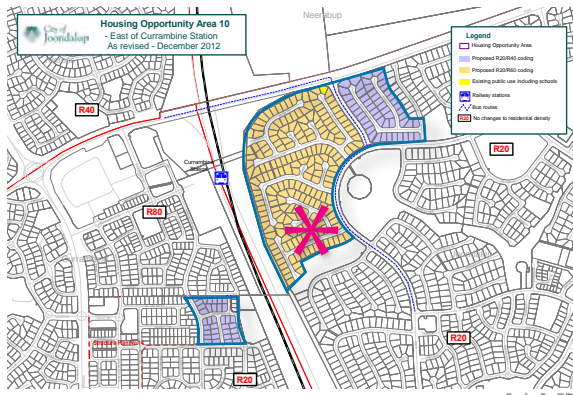 City of
Joondalup
Housing Opportunity Area 10
- East of Currambine Station
As revised - December 2012
Neerabup
Legend
Housing Opportunity Area
Proposed R20/R40 coding
Proposed R20/R60 coding
Existing public use including schools
Railway stations
Bus routes
R20 No changes to residential density
R40
R20
Currambine
Station
R80
R20
R20